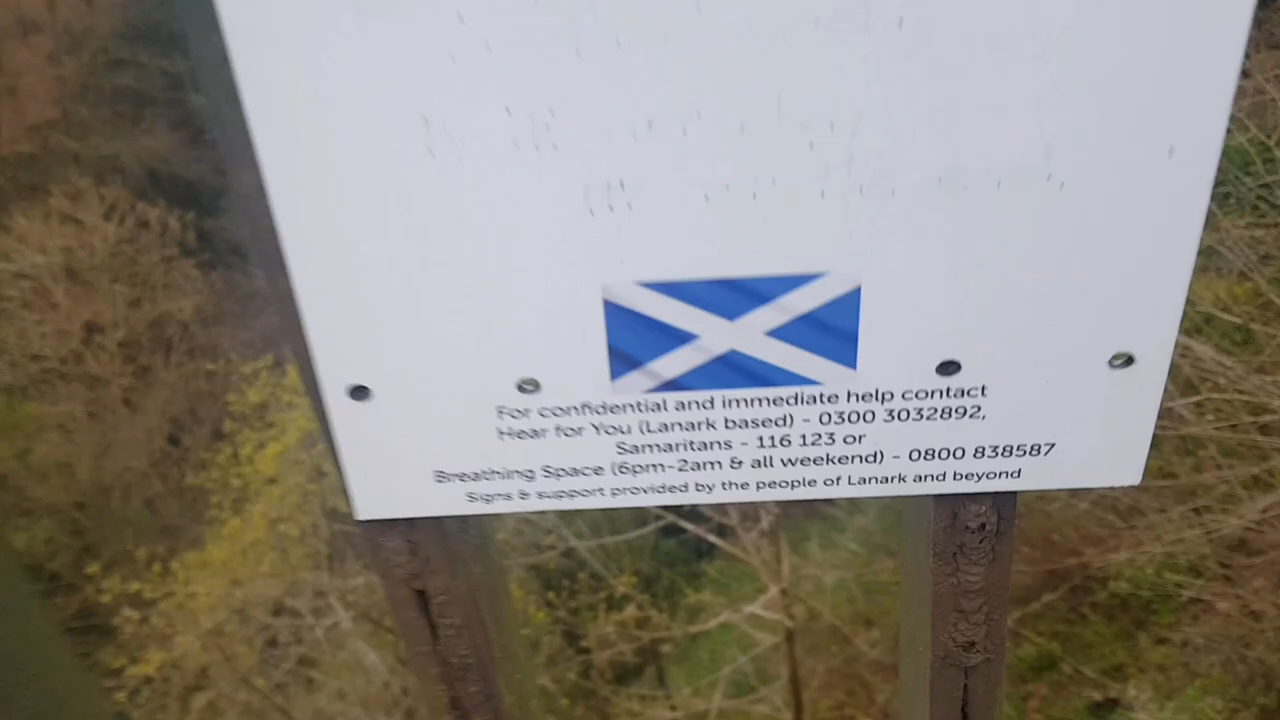 For confidential and immediate help contact
Hear for You (Lanark based) - 0300 3032892,
Samaritans - 116 123 or
Breathing Space (6pm-2am & all weekend) - 0800 838587
Signs & support provided by the people of Lanark and beyond